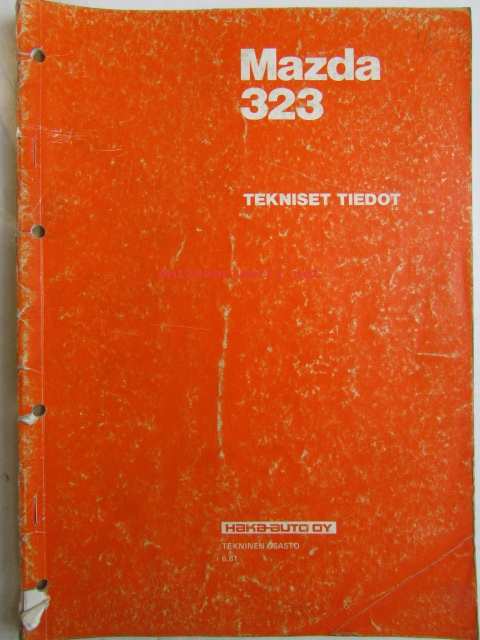 Mazda
323
TEKNISET TIEDOT
HaKa-auto OY
TEKNINEN OSASTO
6.81